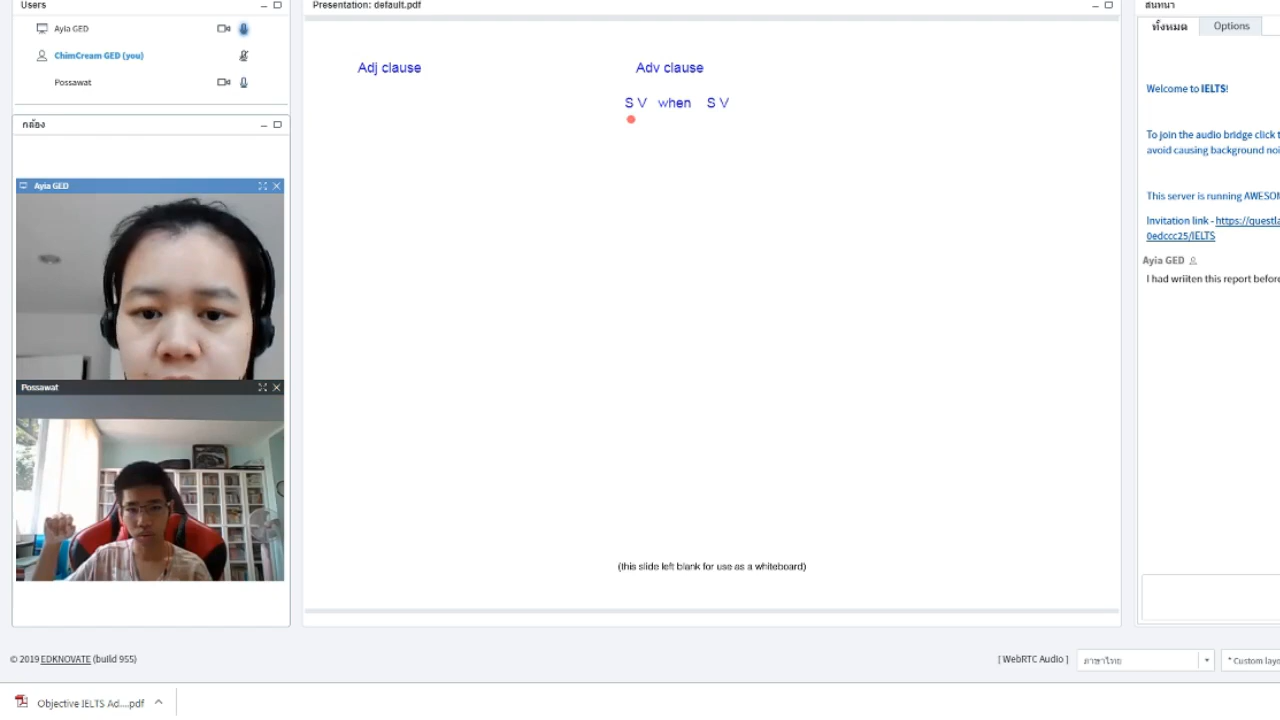 Users
Ayia GED
ChimCream GED (you)
Possawat
กล้อง
Ayia GED
Possawat
Presentation: default.pdf
Adj clause
Adv clause
S V when S V
(this slide left blank for use as a whiteboard)
สนทนา
ทั้งหมด
Options
Welcome to IELTS!
To join the audio bridge click t
avoid causing background noi
This server is running AWESOM
Invitation link - https://questla
0edccc25/IELTS
Ayia GED
I had wriiten this report before
© 2019 EDKNOVATE (build 955)
[ WebRTC Audio ]
ภาษาไทย
* Custom layo
Objective IELTS Ad....pdf